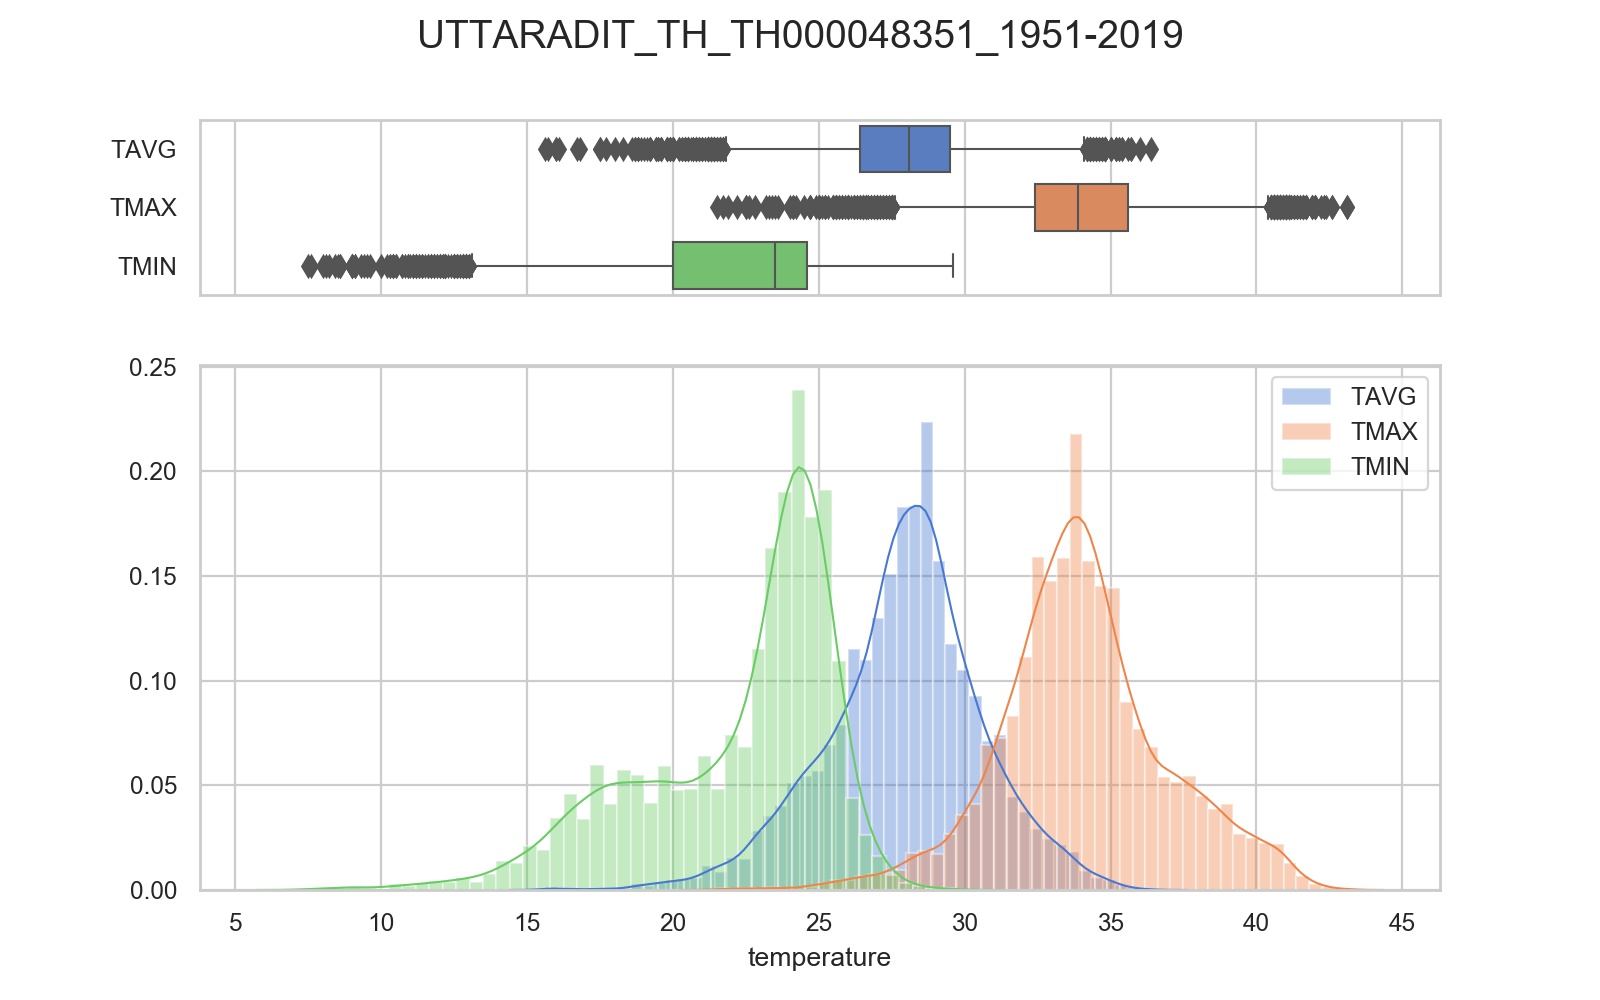 UTTARADIT_TH_TH000048351_1951-2019
TAVG
TMAX
TMIN
0.25
0.20
0.15
0.10
0.05
0.00
TAVG
TMAX
TMIN
5 10 15 20 25 30 35 40 45
temperature